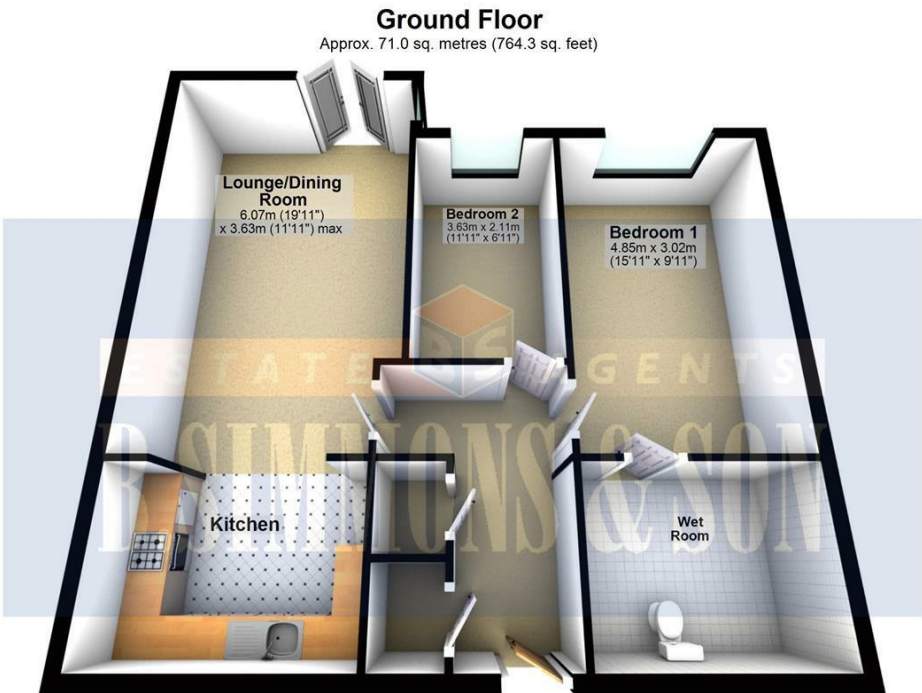 Ground Floor
Approx. 71.0 sq. metres (764.3 sq. feet)
Lounge/Dining
Room
6.07m (19'11")
x 3.63m (11'11") max
Bedroom 2
3.63m x 2.11m
(11'11" x 6'11")
Bedroom 1
4.85m x 3.02m
(15'11" x 9'11")
ESTATE AGENTS
B SIMMONS & SON
Kitchen
Wet
Room